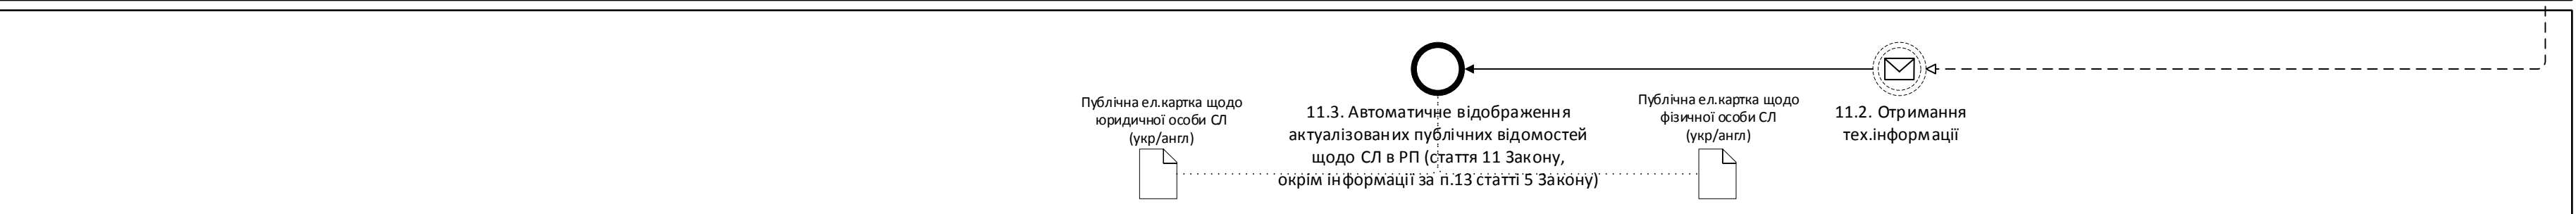 Публічна ел.картка щодо
юридичної особи СЛ
(укр/англ)
11.3. Автоматичне відображення
актуалізованих публічних відомостей
щодо СЛ в РП (стаття 11 Закону,
окрім інформації за п.13 статті 5 Закону)
Публічна ел.картка щодо
фізичної особи СЛ
(укр/англ)
11.2. Отримання
тех.інформації